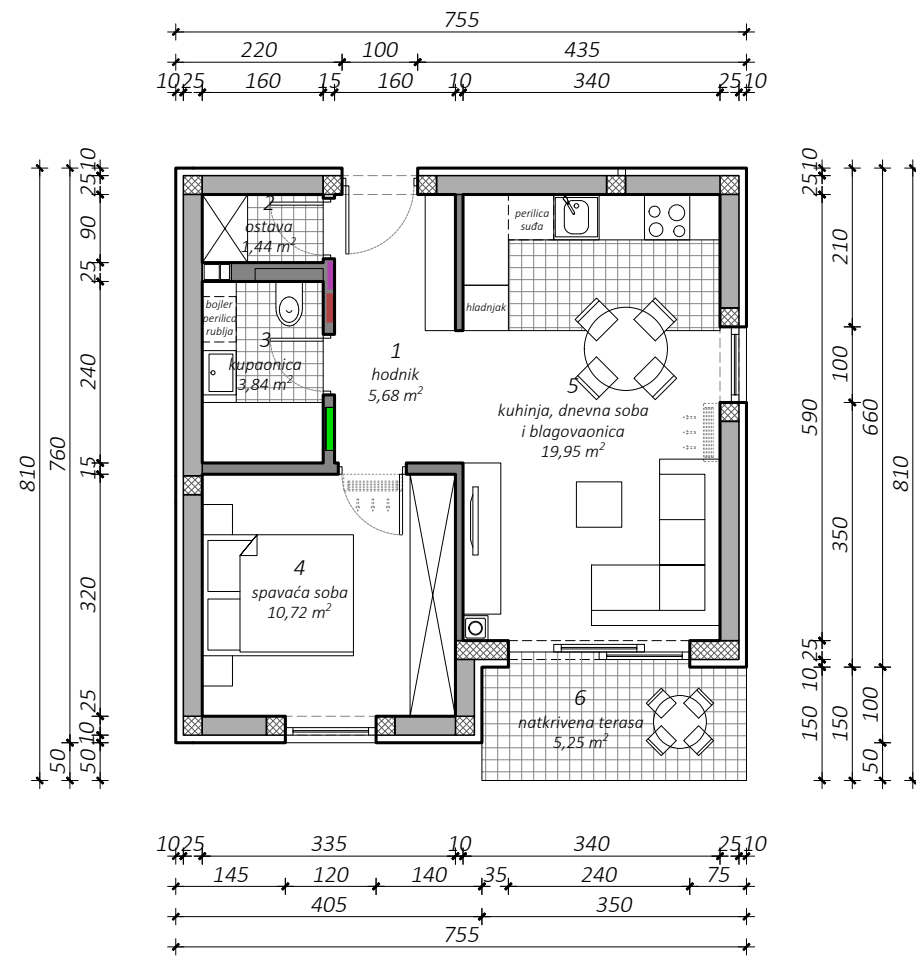 755
220 100 435
10 25 160 15 160 10 340 25 10
10
25
90
25
240
15
320
25
10
50
760
50
810
2
ostava
1,44 m²
bojler
perilica
rublja
3
kupaonica
3,84 m²
1
hodnik
5,68 m²
perilica
suđa
hladnjak
5
kuhinja, dnevna soba
i blagovaonica
19,95 m²
4
spavaća soba
10,72 m²
6
natkrivena terasa
5,25 m²
10
25
590
25
10
150
210
100
350
150
660
100
50
810
10 25 335 10 340 25 10
145 120 140 35 240 75
405 350
755